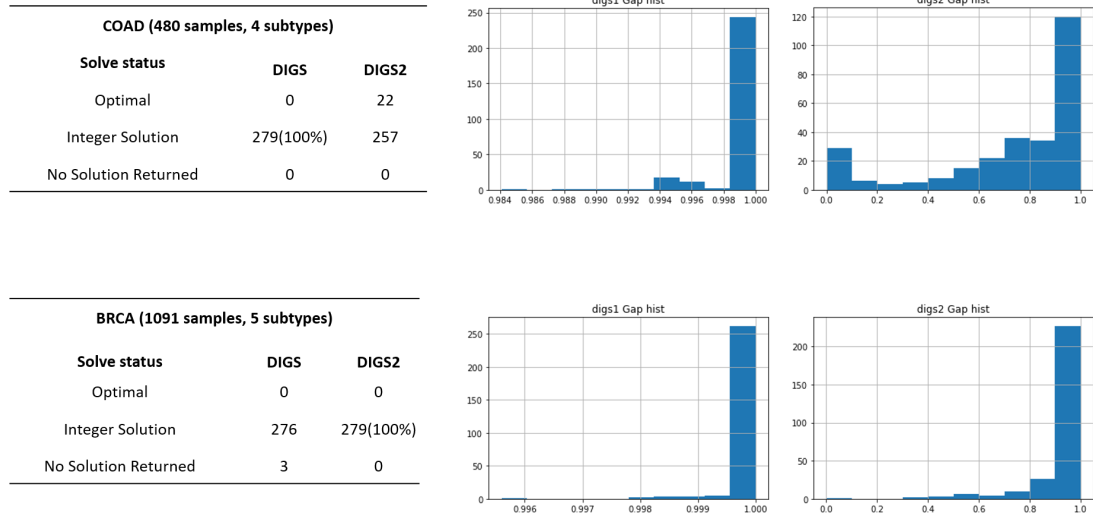 COAD (480 samples, 4 subtypes)
Solve status DIGS DIGS2
Optimal 0 22
Integer Solution 279(100%) 257
No Solution Returned 0 0
digs1 Gap hist
250
200
150
100
50
0
0.984 0.986 0.988 0.990 0.992 0.994 0.996 0.998 1.000
digs2 Gap hist
120
100
80
60
40
20
0
0.0 0.2 0.4 0.6 0.8 1.0
BRCA (1091 samples, 5 subtypes)
Solve status DIGS DIGS2
Optimal 0 0
Integer Solution 276 279(100%)
No Solution Returned 3 0
digs1 Gap hist
250
200
150
100
50
0
0.996 0.997 0.998 0.999 1.000
digs2 Gap hist
200
150
100
50
0
0.0 0.2 0.4 0.6 0.8 1.0